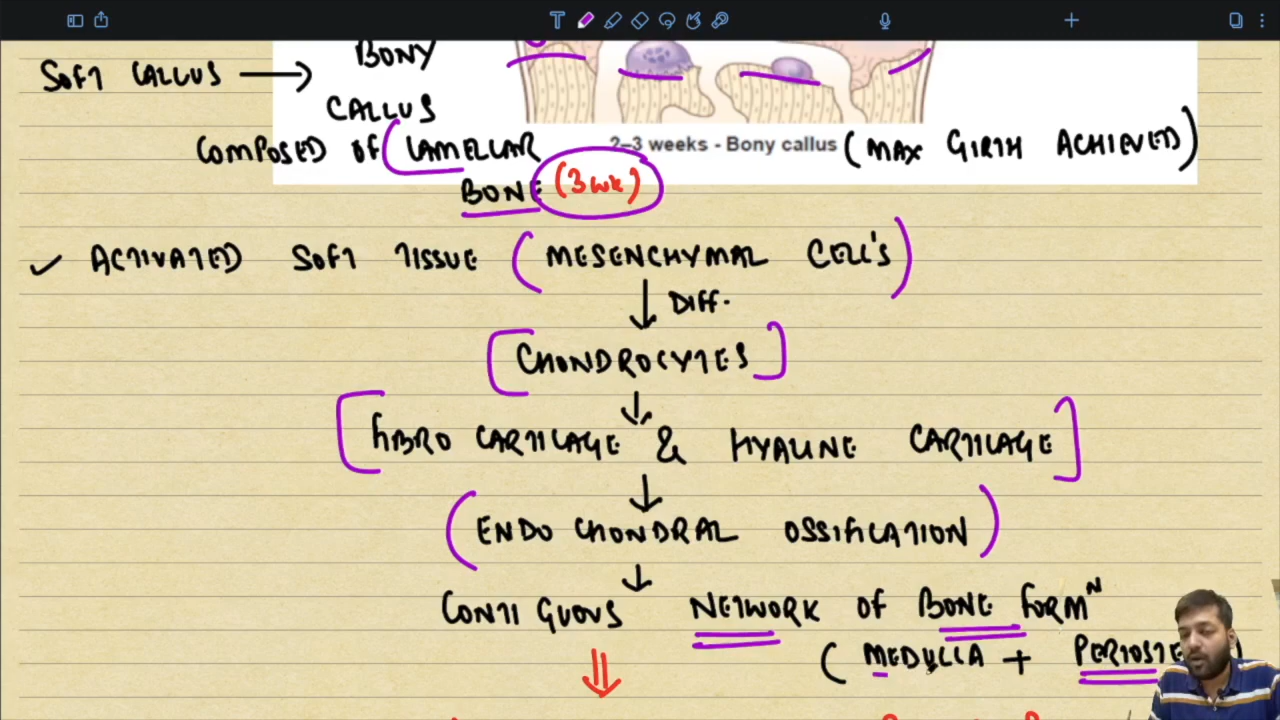 BONY
SOFT CALLUS →
CALLUS
COMPOSED OF (LAMELLAR
2–3 weeks - Bony callus (MAX GIRTH ACHIEVED)
BONE (3wk)
✓ ACTIVATED SOFT TISSUE (MESENCHYMAL CELL'S)
↓ DIFF.
[CHONDROCYTES]
↓
[FIBRO CARTILAGE & HYALINE CARTILAGE]
↓
(ENDO CHONDRAL OSSIFICATION)
↓
CONTIGUOUS NETWORK OF BONE FORMᴺ
(MEDULLA +